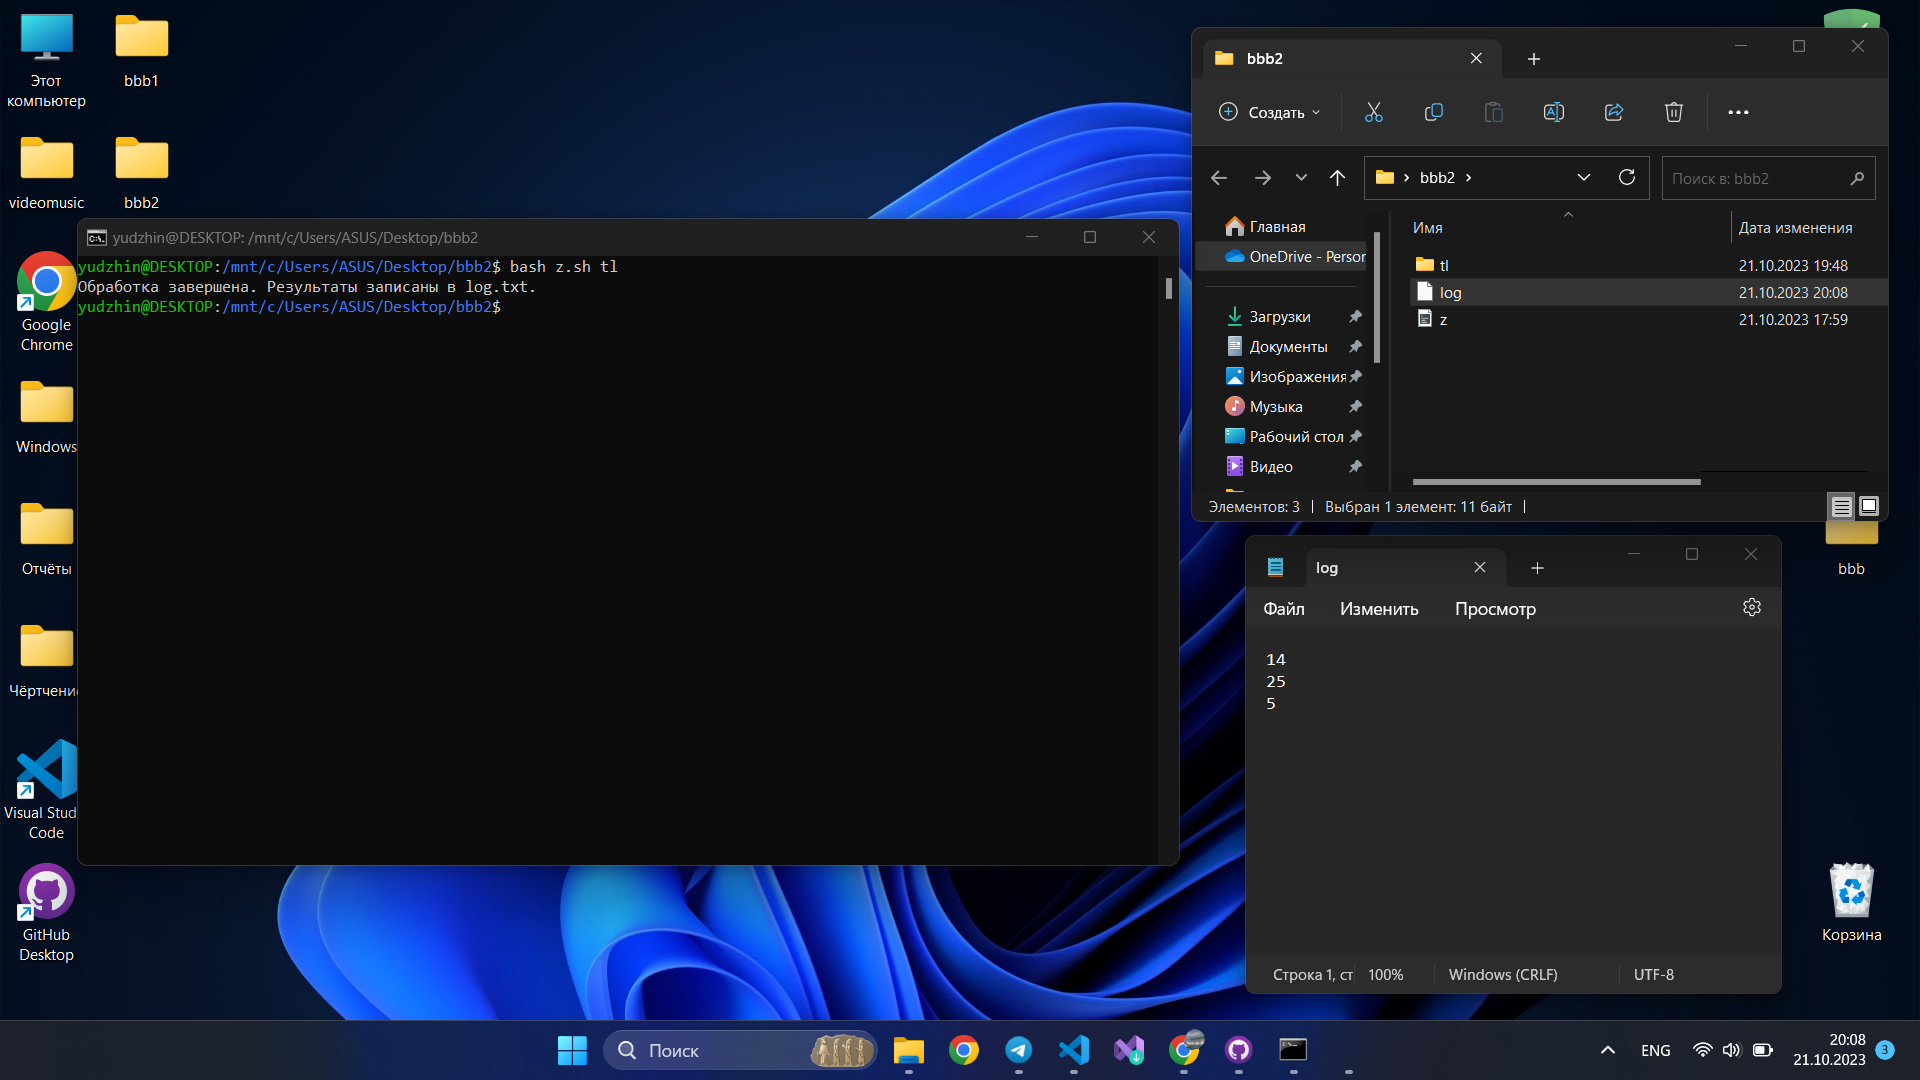 Этот
компьютер
bbb1
videomusic
bbb2
Google
Chrome
Windows
Отчёты
Чёртчени
Visual Stud
Code
GitHub
Desktop
yudzhin@DESKTOP: /mnt/c/Users/ASUS/Desktop/bbb2
yudzhin@DESKTOP:/mnt/c/Users/ASUS/Desktop/bbb2$ bash z.sh tl
Обработка завершена. Результаты записаны в log.txt.
yudzhin@DESKTOP:/mnt/c/Users/ASUS/Desktop/bbb2$
bbb2
Создать
bbb2
Поиск в: bbb2
Главная
OneDrive - Person
Загрузки
Документы
Изображения
Музыка
Рабочий стол
Видео
Имя Дата изменения
tl 21.10.2023 19:48
log 21.10.2023 20:08
z 21.10.2023 17:59
Элементов: 3 Выбран 1 элемент: 11 байт
bbb
log
Файл Изменить Просмотр
14
25
5
Строка 1, ст 100% Windows (CRLF) UTF-8
Корзина
Поиск
ENG
20:08
21.10.2023
3